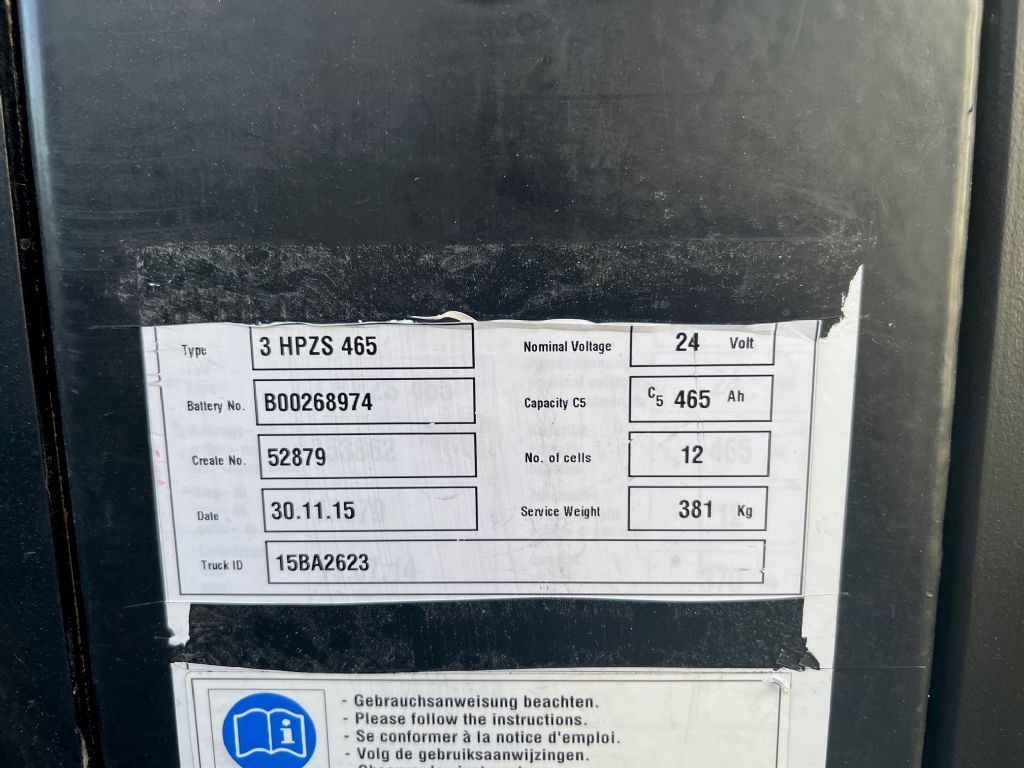 Type 3 HPZS 465 Nominal Voltage 24 Volt
Battery No. B00268974 Capacity C5 C5 465 Ah
Create No. 52879 No. of cells 12
Date 30.11.15 Service Weight 381 Kg
Truck ID 15BA2623
- Gebrauchsanweisung beachten.
- Please follow the instructions.
- Se conformer à la notice d'emploi.
- Volg de gebruiksaanwijzingen.